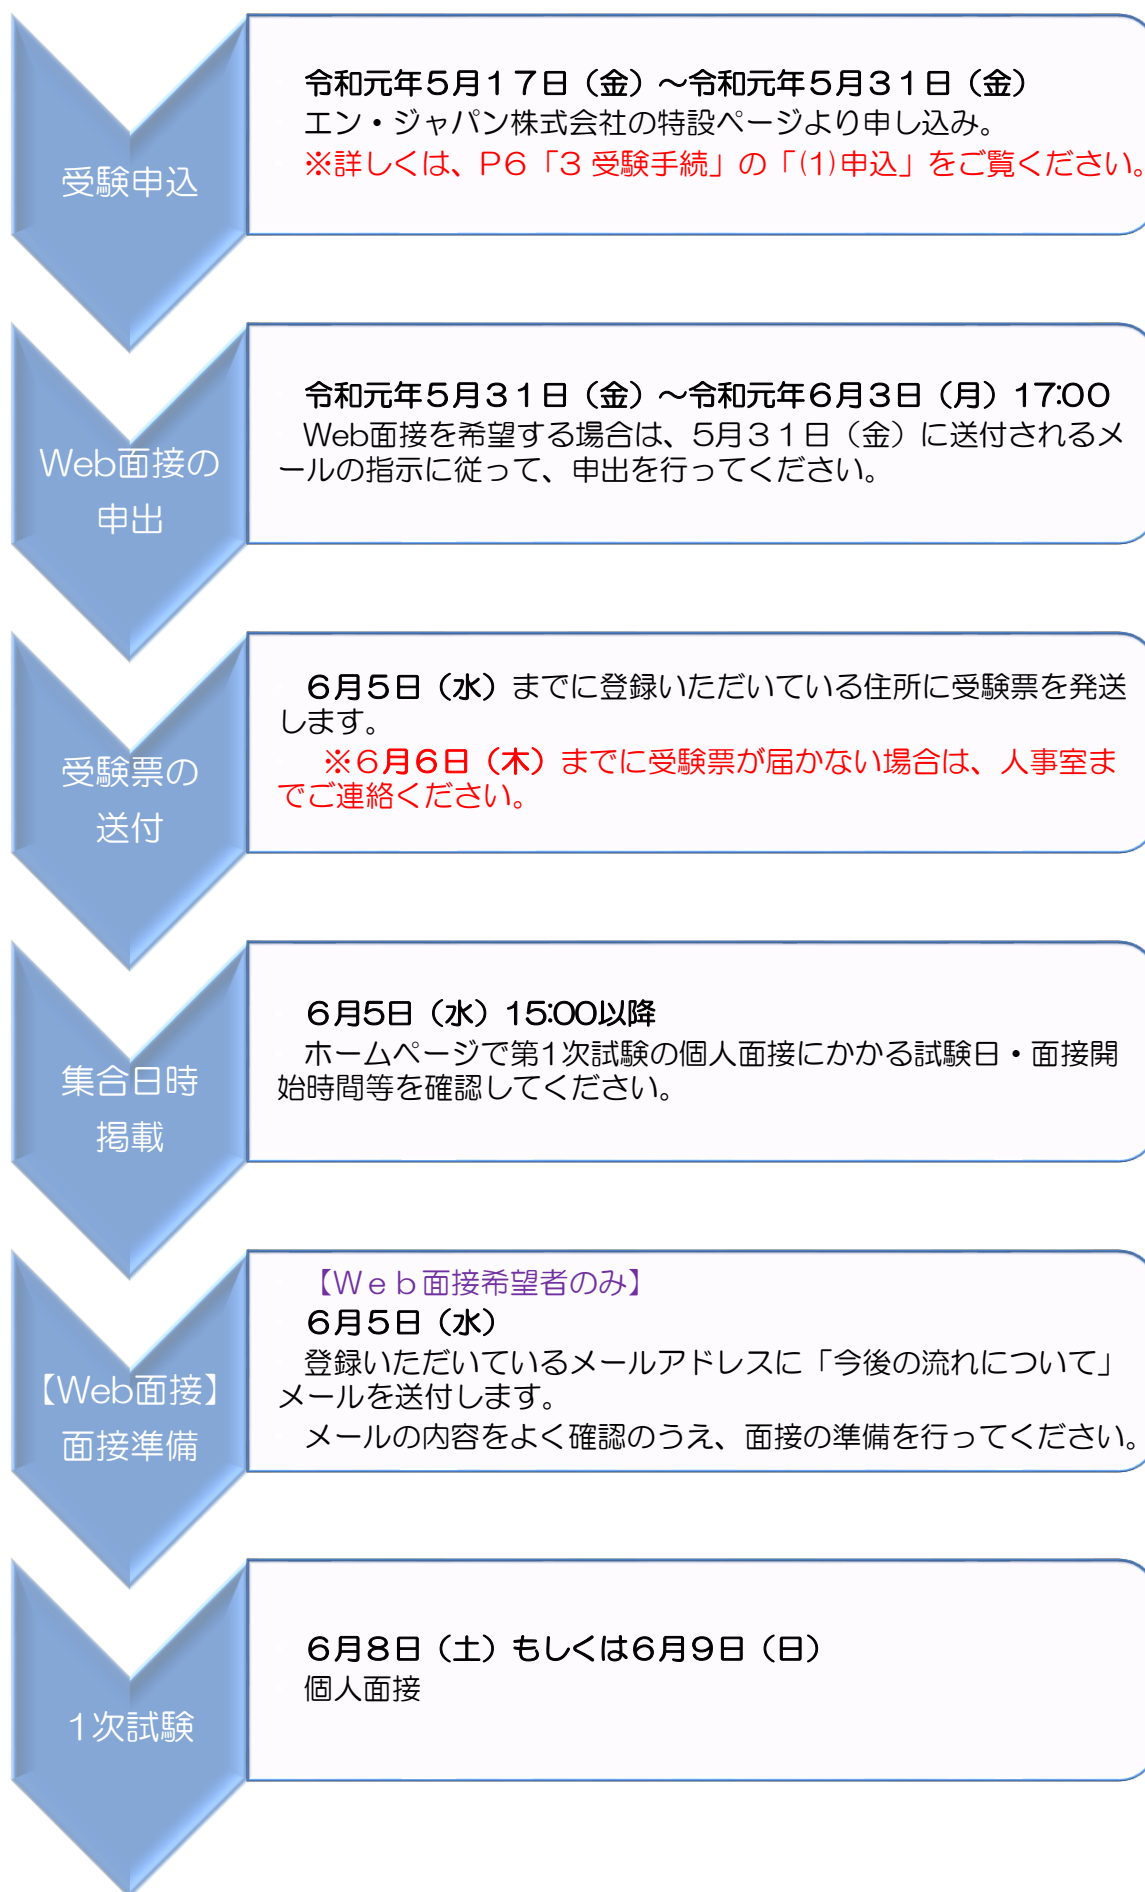 受験申込
令和元年5月17日（金）～令和元年5月31日（金）
エン・ジャパン株式会社の特設ページより申し込み。
※詳しくは、P6「3 受験手続」の「(1)申込」をご覧ください。
Web面接の
申出
令和元年5月31日（金）～令和元年6月3日（月）17:00
Web面接を希望する場合は、5月31日（金）に送付されるメ
ールの指示に従って、申出を行ってください。
受験票の
送付
6月5日（水）までに登録いただいている住所に受験票を発送
します。
※6月6日（木）までに受験票が届かない場合は、人事室ま
でご連絡ください。
集合日時
掲載
6月5日（水）15:00以降
ホームページで第1次試験の個人面接にかかる試験日・面接開
始時間等を確認してください。
【Web面接】
面接準備
【Ｗｅｂ面接希望者のみ】
6月5日（水）
登録いただいているメールアドレスに「今後の流れについて」
メールを送付します。
メールの内容をよく確認のうえ、面接の準備を行ってください。
1次試験
6月8日（土）もしくは6月9日（日）
個人面接